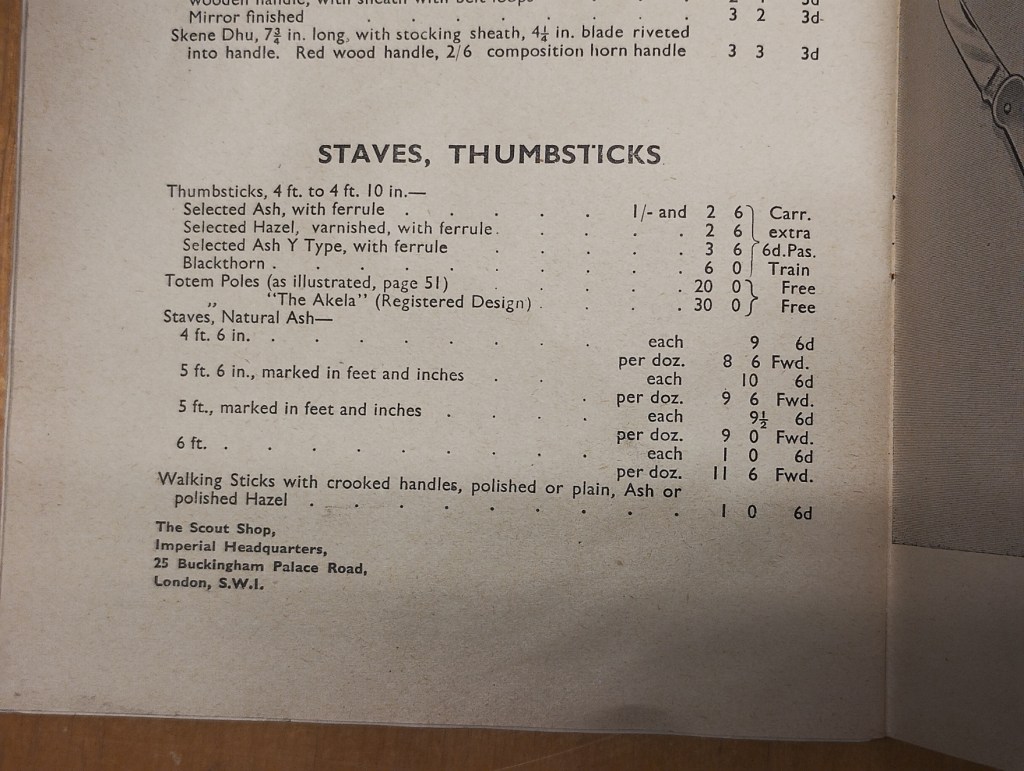 wooden handle, with sheath with belt loops
Mirror finished . . . . . . . . 3 2 3d
Skene Dhu, 7¾ in. long, with stocking sheath, 4¼ in. blade riveted
into handle. Red wood handle, 2/6 composition horn handle 3 3 3d
STAVES, THUMBSTICKS
Thumbsticks, 4 ft. to 4 ft. 10 in.—
Selected Ash, with ferrule . . . . . 1/- and 2 6 Carr.
Selected Hazel, varnished, with ferrule . . . . . 2 6 extra
Selected Ash Y Type, with ferrule . . . . . 3 6 6d.Pas.
Blackthorn . . . . . . . . . 6 0 Train
Totem Poles (as illustrated, page 51) . . . . . 20 0 Free
„ "The Akela" (Registered Design) . . . . 30 0 Free
Staves, Natural Ash—
4 ft. 6 in. . . . . . . . . each 9 6d
per doz. 8 6 Fwd.
5 ft. 6 in., marked in feet and inches . . each 10 6d
. per doz. 9 6 Fwd.
5 ft., marked in feet and inches . . . . each 9½ 6d
per doz. 9 0 Fwd.
6 ft. . . . . . . . . . each 1 0 6d
per doz. 11 6 Fwd.
Walking Sticks with crooked handles, polished or plain, Ash or
polished Hazel . . . . . . . . . 1 0 6d
The Scout Shop,
Imperial Headquarters,
25 Buckingham Palace Road,
London, S.W.1.